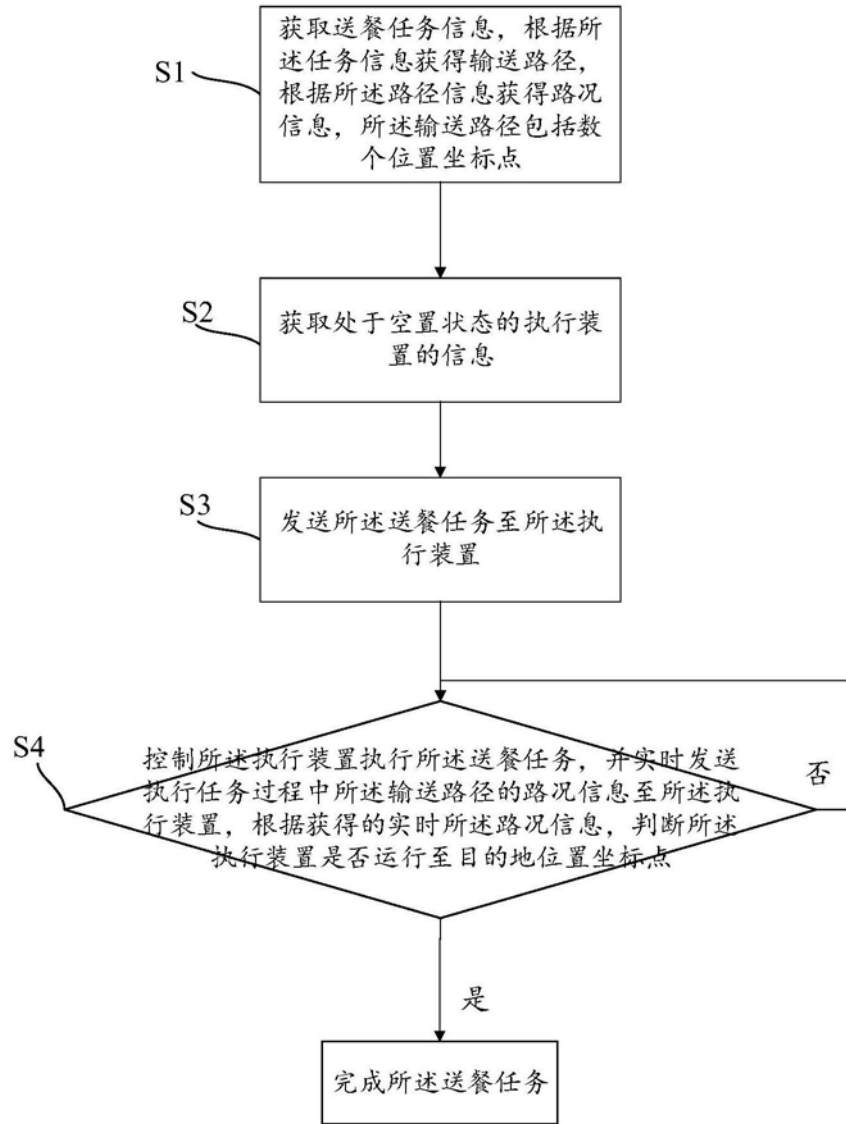 获取送餐任务信息，根据所
述任务信息获得输送路径，
根据所述路径信息获得路况
信息，所述输送路径包括数
个位置坐标点
S1
S2
获取处于空置状态的执行装
置的信息
S3
发送所述送餐任务至所述执
行装置
S4
控制所述执行装置执行所述送餐任务，并实时发送
执行任务过程中所述输送路径的路况信息至所述执
行装置，根据获得的实时所述路况信息，判断所述
执行装置是否运行至目的地位置坐标点
否
是
完成所述送餐任务